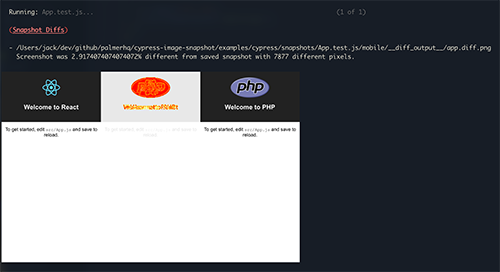 Running: App.test.js... (1 of 1)
(Snapshot Diffs)
- /Users/jack/dev/github/palmerhq/cypress-image-snapshot/examples/cypress/snapshots/App.test.js/mobile/__diff_output__/app.diff.png
Screenshot was 2.9174074074074072% different from saved snapshot with 7877 different pixels.
php
Welcome to React
Welcome to PHP
To get started, edit src/App.js and save to
reload.
To get started, edit src/App.js and save to
reload.